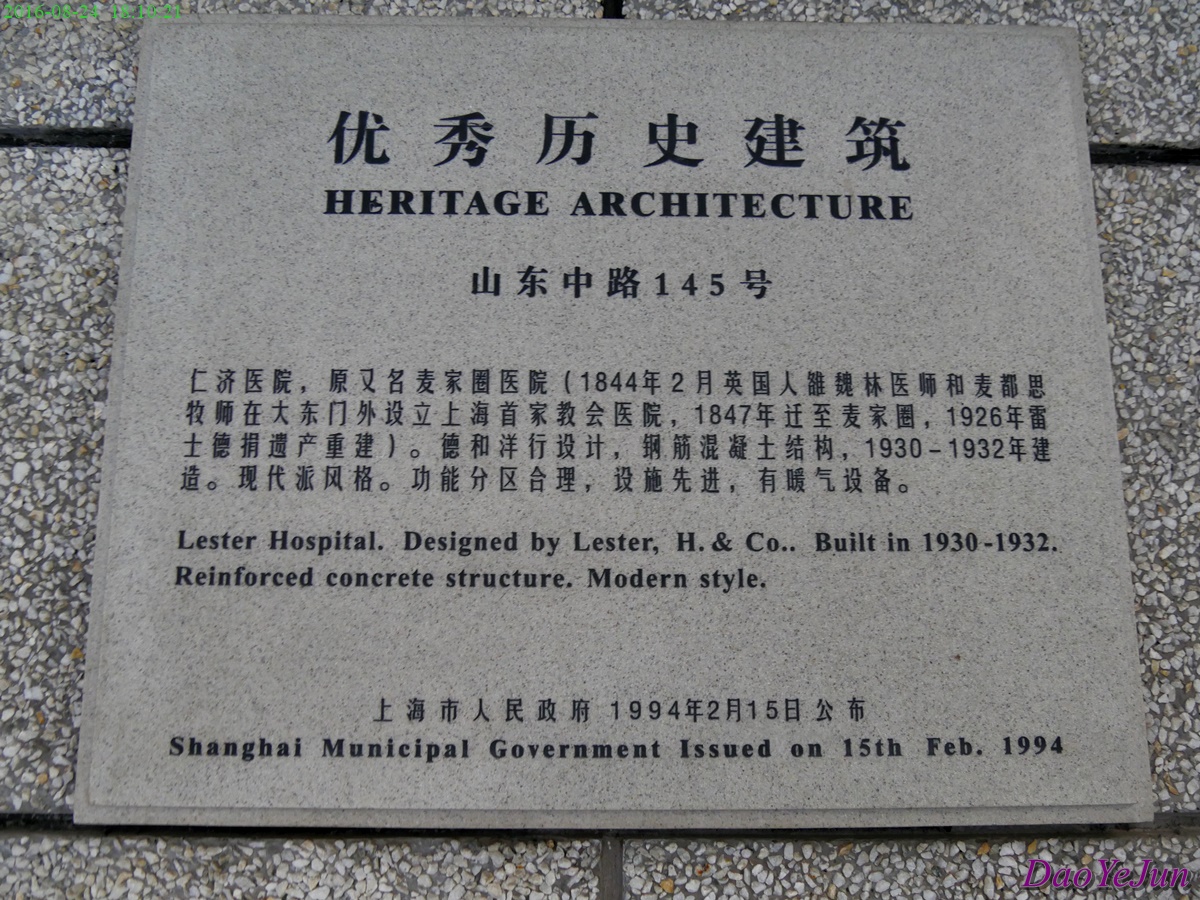 2016-08-24 18:10:21
优秀历史建筑
HERITAGE ARCHITECTURE
山东中路145号
仁济医院，原又名麦家圈医院（1844年2月英国人雒魏林医师和麦都思
牧师在大东门外设立上海首家教会医院，1847年迁至麦家圈，1926年雷
士德捐遗产重建）。德和洋行设计，钢筋混凝土结构，1930-1932年建
造。现代派风格。功能分区合理，设施先进，有暖气设备。
Lester Hospital. Designed by Lester, H. & Co.. Built in 1930-1932.
Reinforced concrete structure. Modern style.
上海市人民政府 1994年2月15日公布
Shanghai Municipal Government Issued on 15th Feb. 1994
DaoYeJun